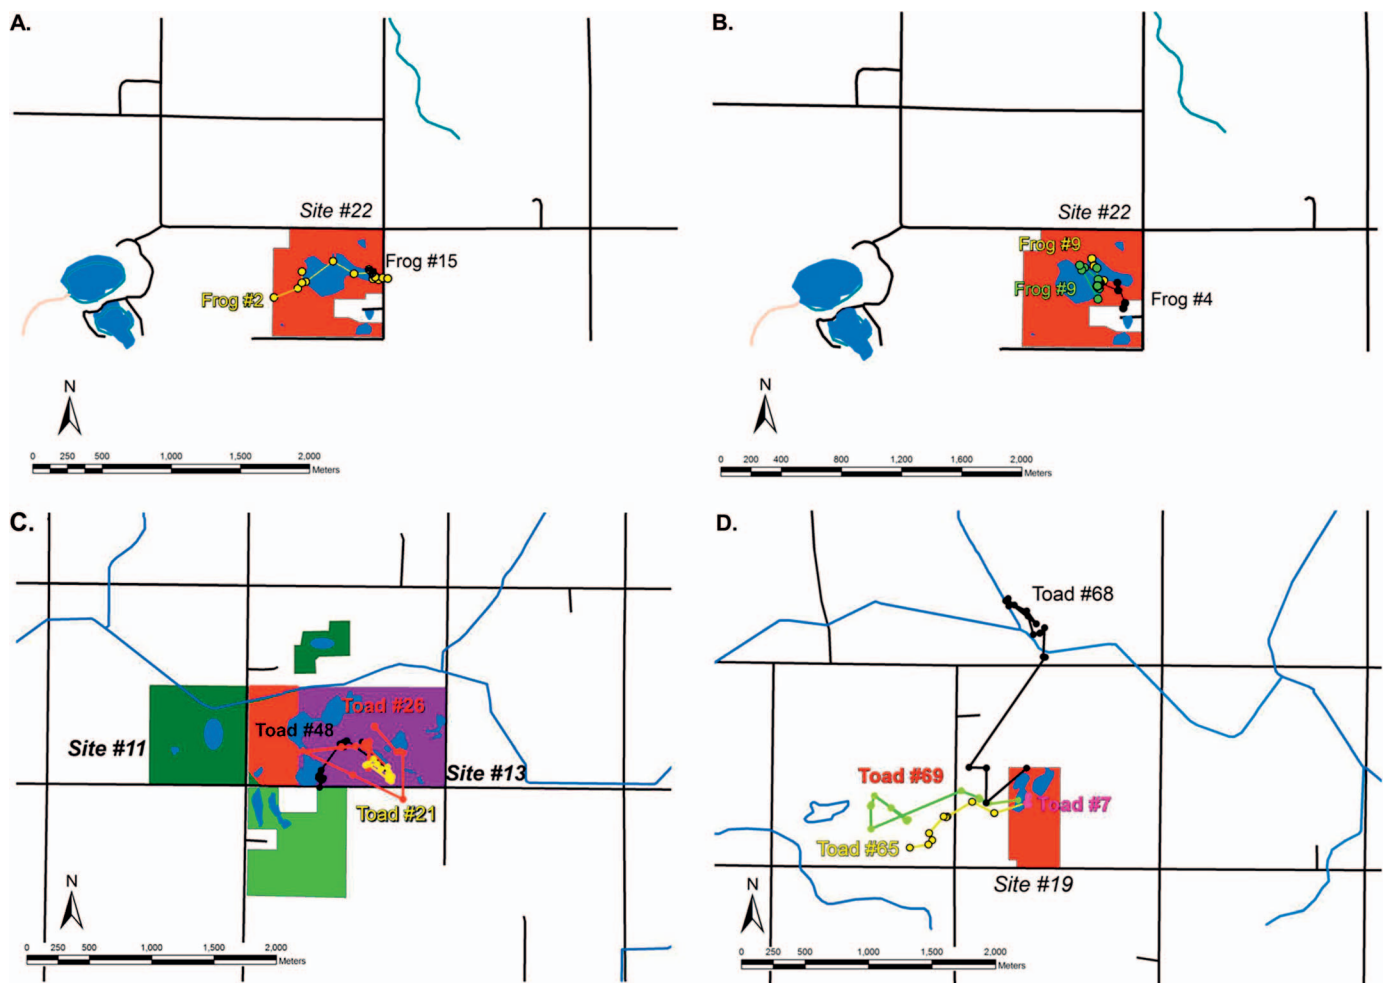 A.
Site #22
Frog #15
Frog #2
N
0 250 500 1,000 1,500 2,000
Meters
B.
Site #22
Frog #9
Frog #9
Frog #4
N
0 200 400 800 1,200 1,600 2,000
Meters
C.
Toad #26
Toad #48
Site #11
Site #13
Toad #21
N
0 250 500 1,000 1,500 2,000
Meters
D.
Toad #68
Toad #69
Toad #7
Toad #65
Site #19
N
0 250 500 1,000 1,500 2,000
Meters